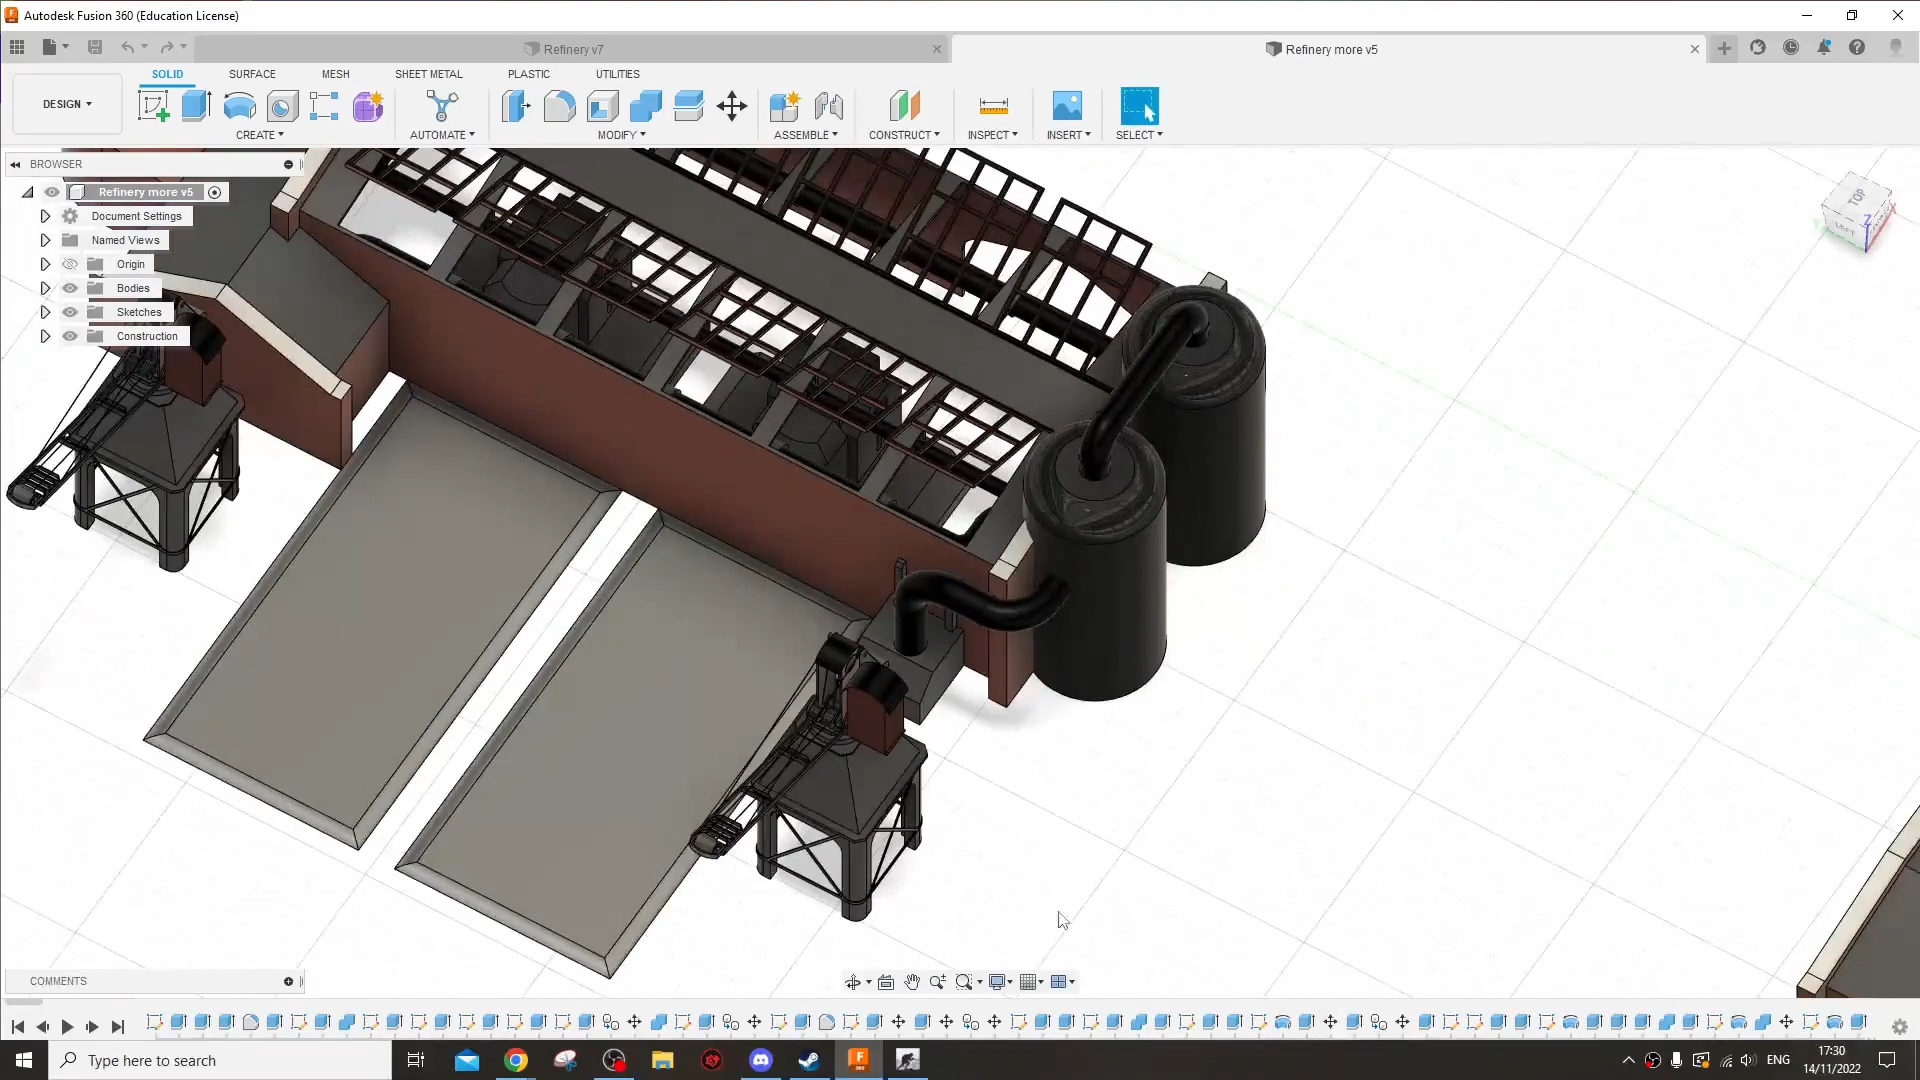 Autodesk Fusion 360 (Education License)
Refinery v7
Refinery more v5
DESIGN
SOLID
SURFACE
MESH
SHEET METAL
PLASTIC
UTILITIES
CREATE
AUTOMATE
MODIFY
ASSEMBLE
CONSTRUCT
INSPECT
INSERT
SELECT
BROWSER
Refinery more v5
Document Settings
Named Views
Origin
Bodies
Sketches
Construction
TOP
LEFT
Z
X
Y
COMMENTS
Type here to search
ENG
17:30
14/11/2022